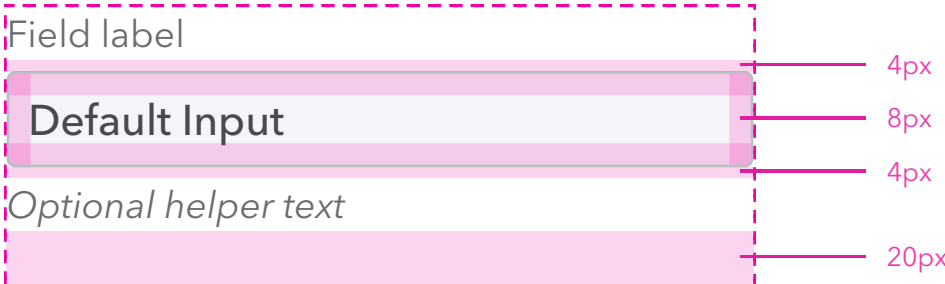 Field label
4px
Default Input
8px
4px
Optional helper text
20px